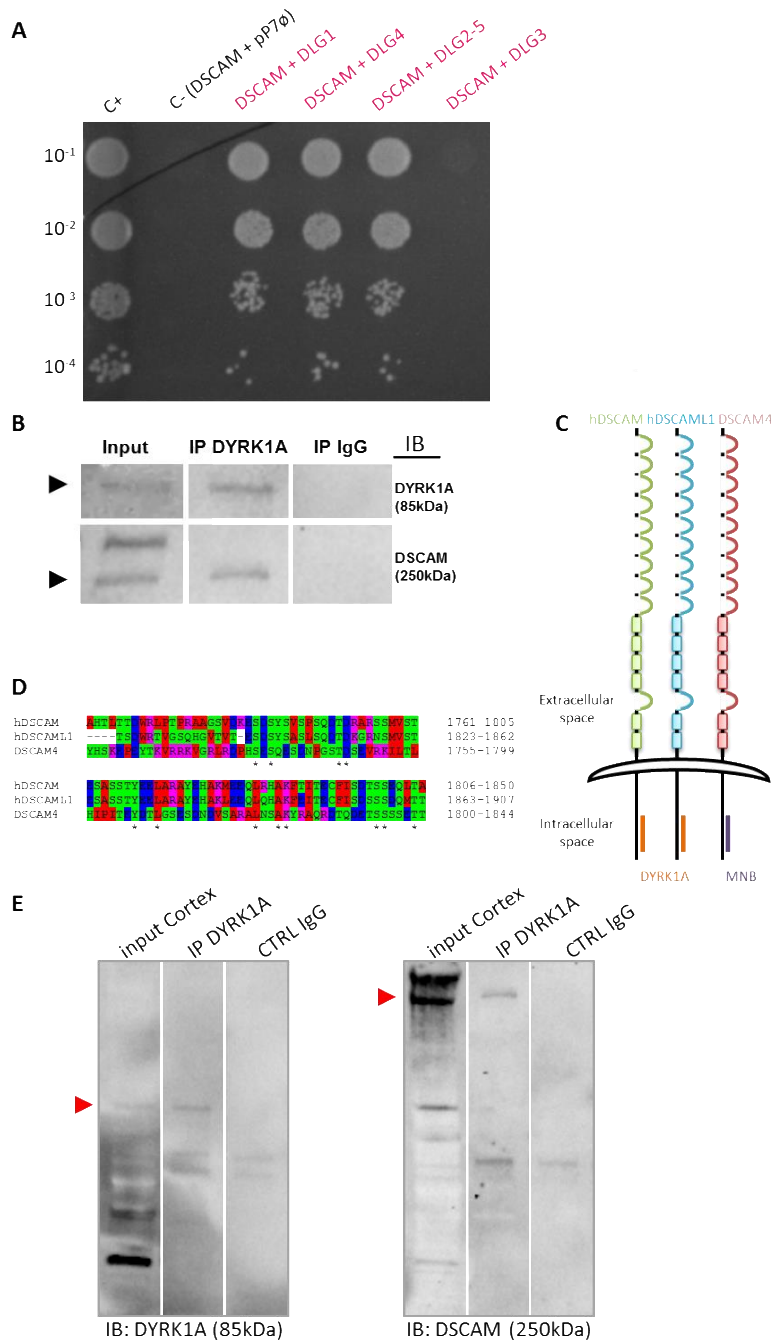 A
C+
C- (DSCAM + pP7ø)
DSCAM + DLG1
DSCAM + DLG4
DSCAM + DLG2-5
DSCAM + DLG3
10-1
10-2
10-3
10-4
B
Input
IP DYRK1A
IP IgG
IB
DYRK1A
(85kDa)
DSCAM
(250kDa)
C
hDSCAM hDSCAML1 DSCAM4
Extracellular
space
Intracellular
space
DYRK1A
MNB
D
hDSCAM 1761-1805
hDSCAML1 1823-1862
DSCAM4 1755-1799
* * **
hDSCAM 1806-1850
hDSCAML1 1863-1907
DSCAM4 1800-1844
* * * ** ** *
E
input Cortex
IP DYRK1A
CTRL IgG
IB: DYRK1A (85kDa)
input Cortex
IP DYRK1A
CTRL IgG
IB: DSCAM (250kDa)